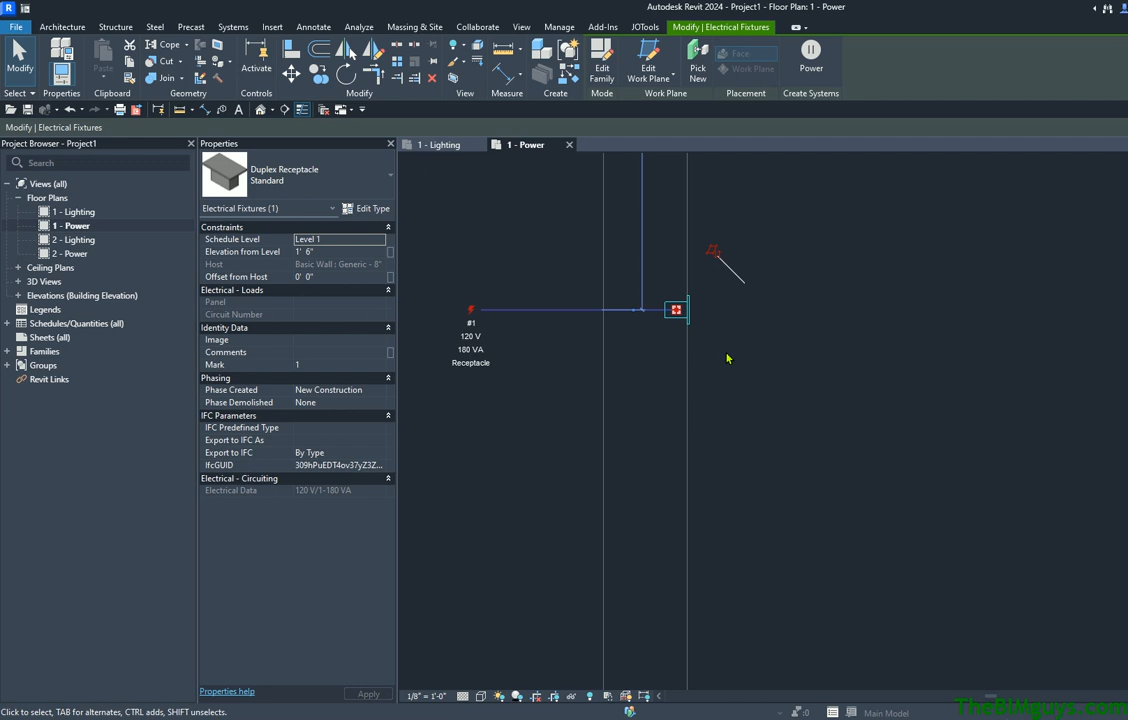 Autodesk Revit 2024 - Project1 - Floor Plan: 1 - Power
File Architecture Structure Steel Precast Systems Insert Annotate Analyze Massing & Site Collaborate View Manage Add-Ins JOTools Modify | Electrical Fixtures
Modify
Properties
Paste
Cope
Cut
Join
Activate
Edit Family
Edit Work Plane
Pick New
Face
Work Plane
Power
Select Properties Clipboard Geometry Controls Modify View Measure Create Mode Work Plane Placement Create Systems
Modify | Electrical Fixtures
Project Browser - Project1
Search
Views (all)
Floor Plans
1 - Lighting
1 - Power
2 - Lighting
2 - Power
Ceiling Plans
3D Views
Elevations (Building Elevation)
Legends
Schedules/Quantities (all)
Sheets (all)
Families
Groups
Revit Links
Properties
Duplex Receptacle
Standard
Electrical Fixtures (1) Edit Type
Constraints
Schedule Level Level 1
Elevation from Level 1' 6"
Host Basic Wall : Generic - 8"
Offset from Host 0' 0"
Electrical - Loads
Panel
Circuit Number
Identity Data
Image
Comments
Mark 1
Phasing
Phase Created New Construction
Phase Demolished None
IFC Parameters
IFC Predefined Type
Export to IFC As
Export to IFC By Type
IfcGUID 309hPuEDT4ov37yZ3Z...
Electrical - Circuiting
Electrical Data 120 V/1-180 VA
Properties help Apply
1 - Lighting 1 - Power
#1
120 V
180 VA
Receptacle
1/8" = 1'-0"
TheBIMguys.com
Click to select, TAB for alternates, CTRL adds, SHIFT unselects.
:0
Main Model